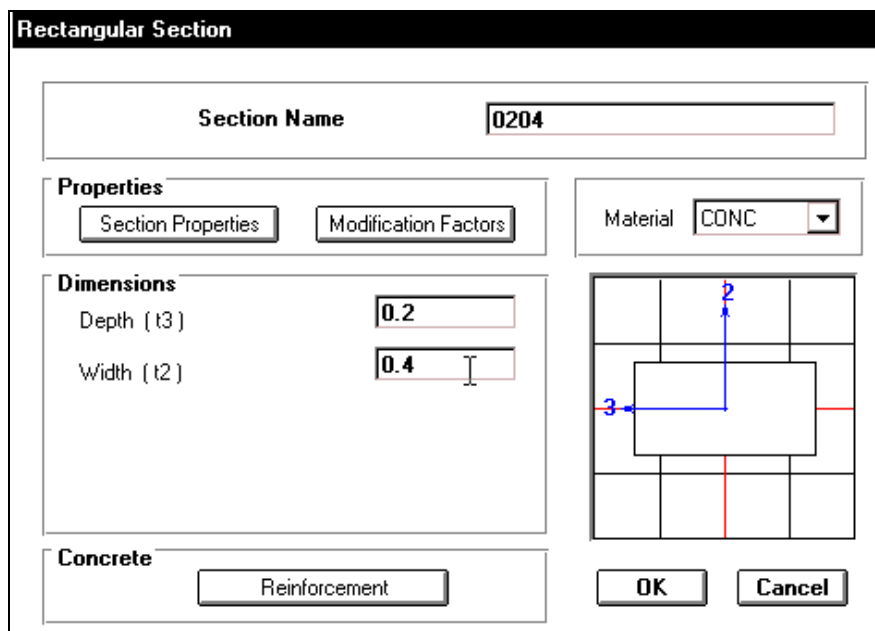 Rectangular Section
Section Name 0204
Properties
Section Properties Modification Factors
Material CONC
Dimensions
Depth ( t3 ) 0.2
Width ( t2 ) 0.4
2
3
Concrete
Reinforcement
OK Cancel